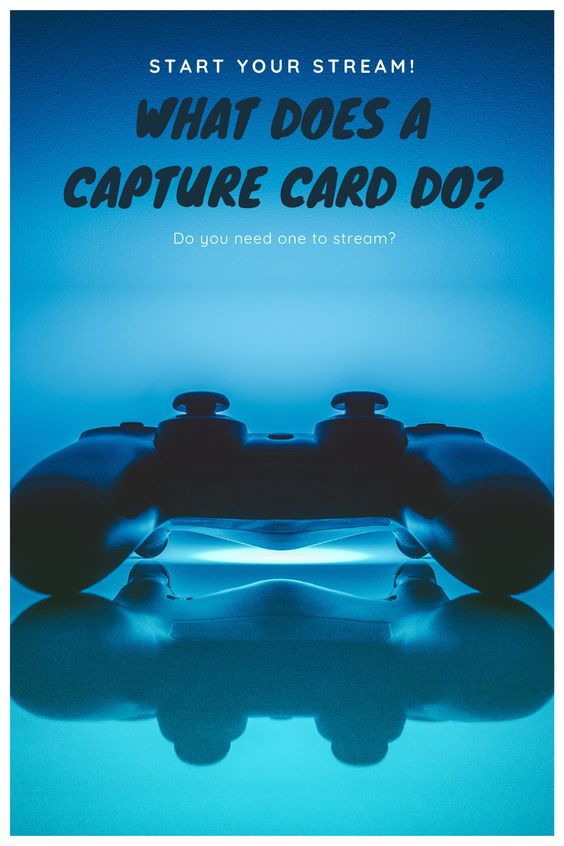 START YOUR STREAM!
WHAT DOES A
CAPTURE CARD DO?
Do you need one to stream?